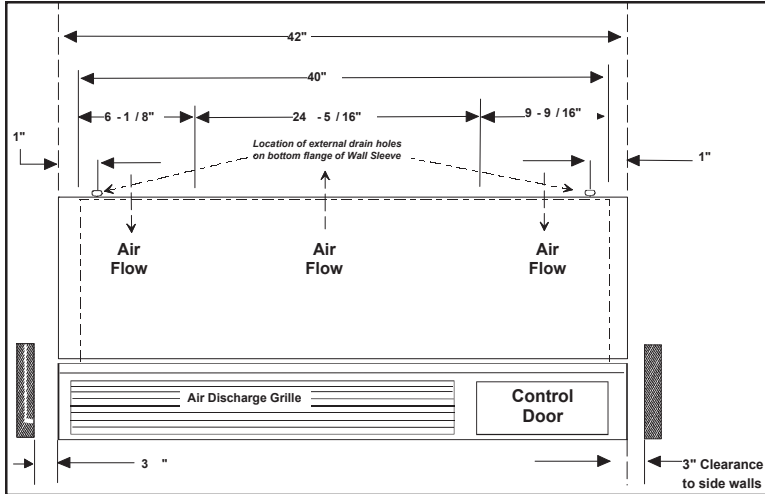 42"
40"
6 - 1 / 8"
24 - 5 / 16"
9 - 9 / 16"
1"
Location of external drain holes
on bottom flange of Wall Sleeve
1"
Air
Flow
Air
Flow
Air
Flow
Air Discharge Grille
Control
Door
3 "
3" Clearance
to side walls